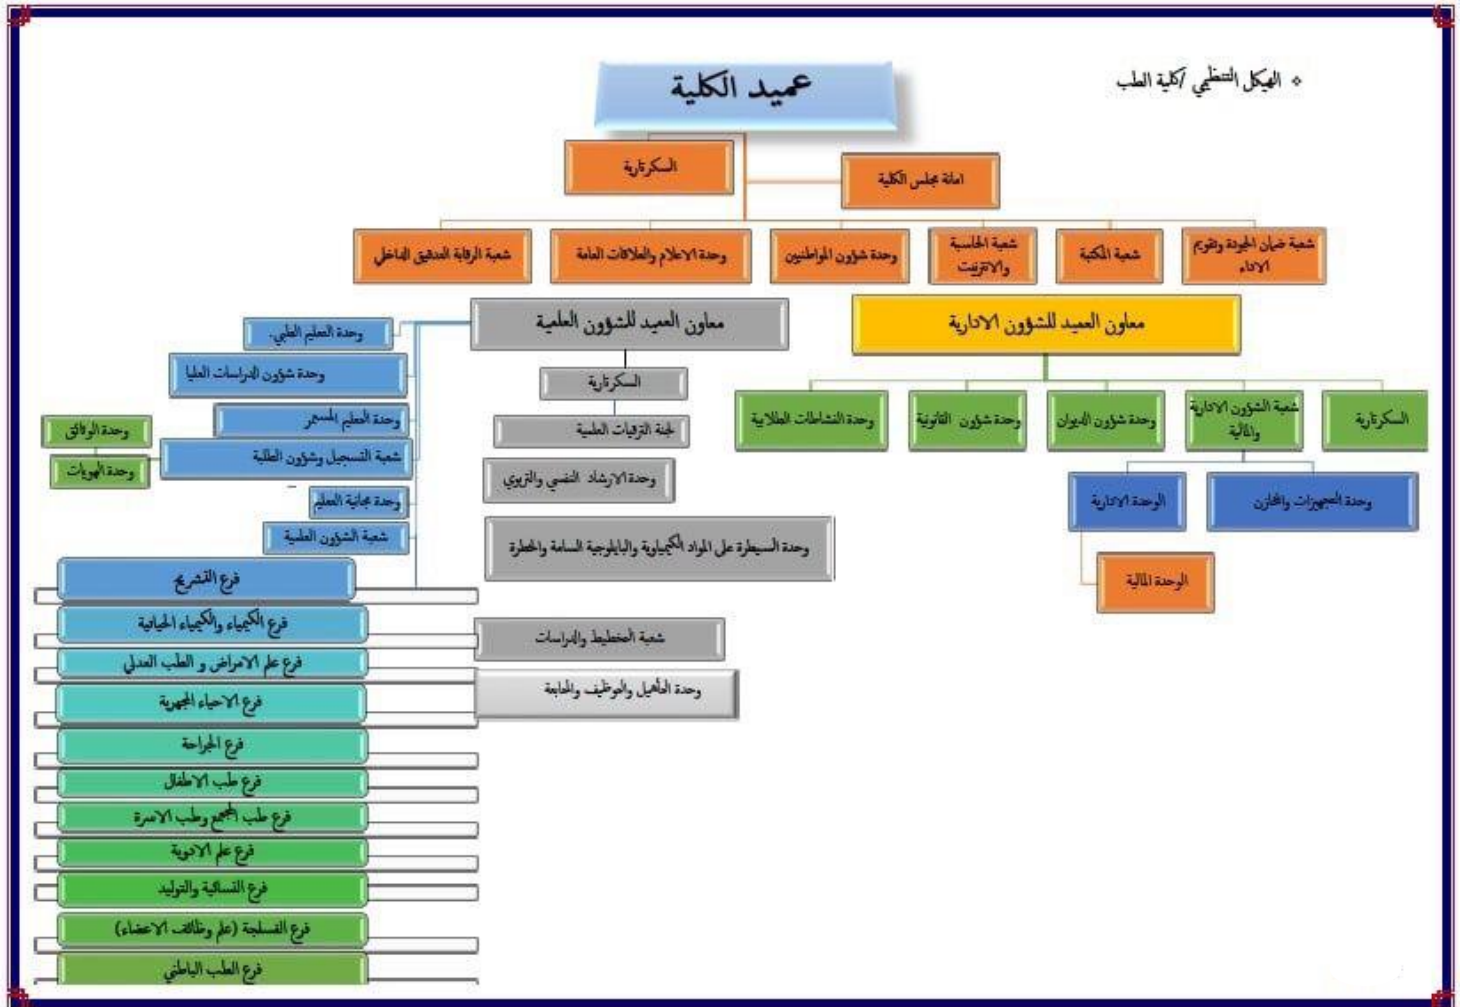 ❖ الهيكل التنظيمي /كلية الطب
عميد الكلية
السكرتارية
امانة مجلس الكلية
شعبة ضمان الجودة وتقويم
الاداء
شعبة المكتبة
شعبة الحاسبة
والانترنيت
وحدة شؤون المواطنيين
وحدة الاعلام والعلاقات العامة
شعبة الرقابة التدقيق الداخلي
معاون العميد للشؤون الادارية
معاون العميد للشؤون العلمية
السكرتارية
شعبة الشؤون الادارية
والمالية
وحدة شؤون الديوان
وحدة شؤون القانونية
وحدة النشاطات الطلابية
وحدة التجهيزات والمخازن
الوحدة الادارية
الوحدة المالية
السكرتارية
لجنة الترقيات العلمية
وحدة الارشاد النفسي والتربوي
وحدة السيطرة على المواد الكيمياوية والبايلوجية السامة والخطرة
شعبة التخطيط والدراسات
وحدة التأهيل والتوظيف والمتابعة
وحدة التعليم الطبي.
وحدة شؤون الدراسات العليا
وحدة التعليم المستمر
شعبة التسجيل وشؤون الطلبة
وحدة الوثائق
وحدة الهويات
وحدة مجانية التعليم
شعبة الشؤون العلمية
فرع التشريح
فرع الكيمياء والكيمياء الحياتية
فرع علم الامراض و الطب العدلي
فرع الاحياء المجهرية
فرع الجراحة
فرع طب الاطفال
فرع طب المجتمع وطب الاسرة
فرع علم الادوية
فرع النسائية والتوليد
فرع الفسلجة (علم وظائف الاعضاء)
فرع الطب الباطني